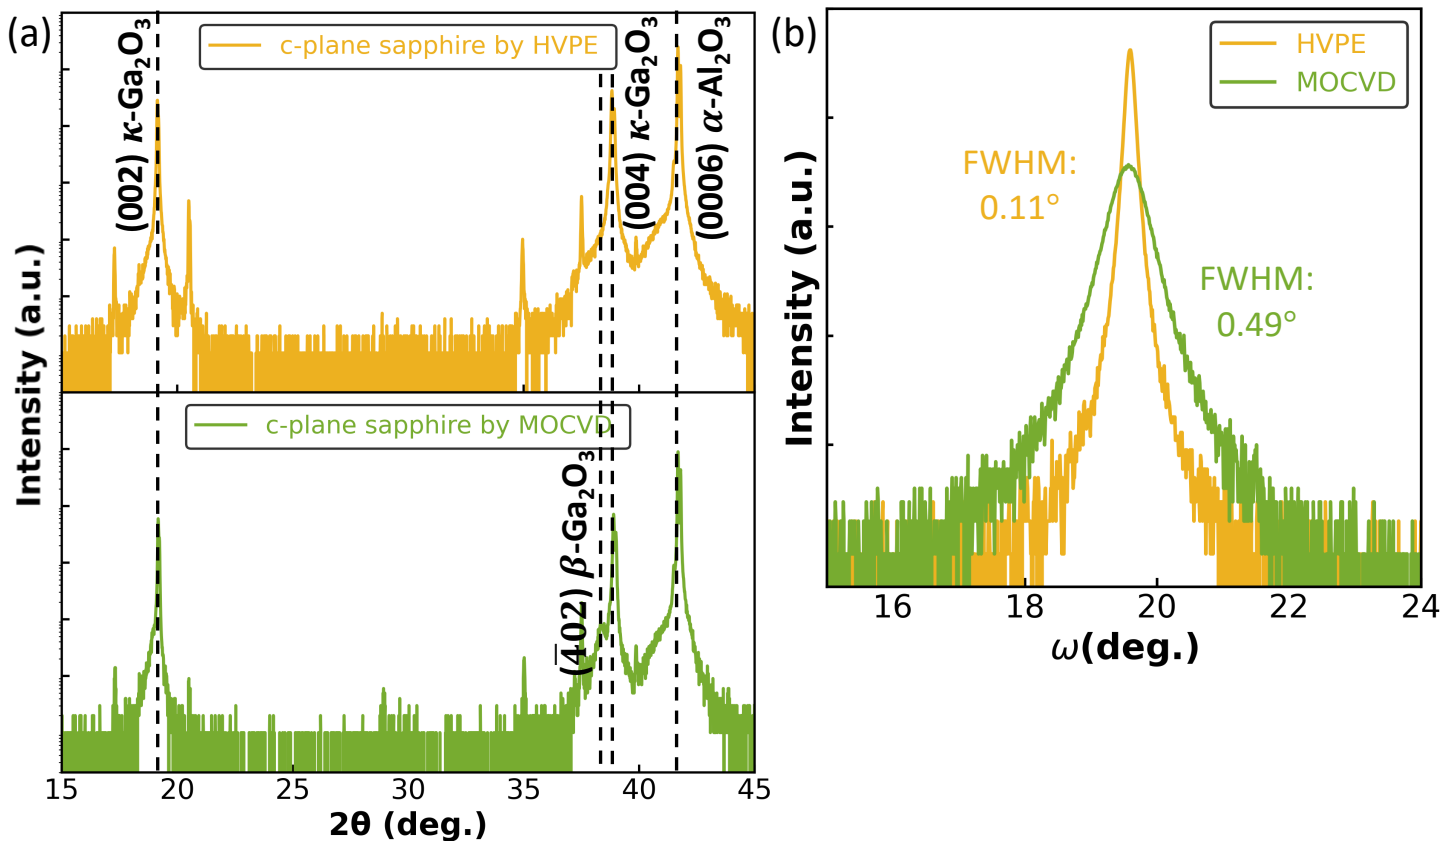 (a)
(002) κ-Ga₂O₃
c-plane sapphire by HVPE
(004) κ-Ga₂O₃
(0006) α-Al₂O₃
Intensity (a.u.)
c-plane sapphire by MOCVD
(4̅02) β-Ga₂O₃
15 20 25 30 35 40 45
2θ (deg.)
(b)
HVPE
MOCVD
FWHM:
0.11°
FWHM:
0.49°
Intensity (a.u.)
16 18 20 22 24
ω(deg.)